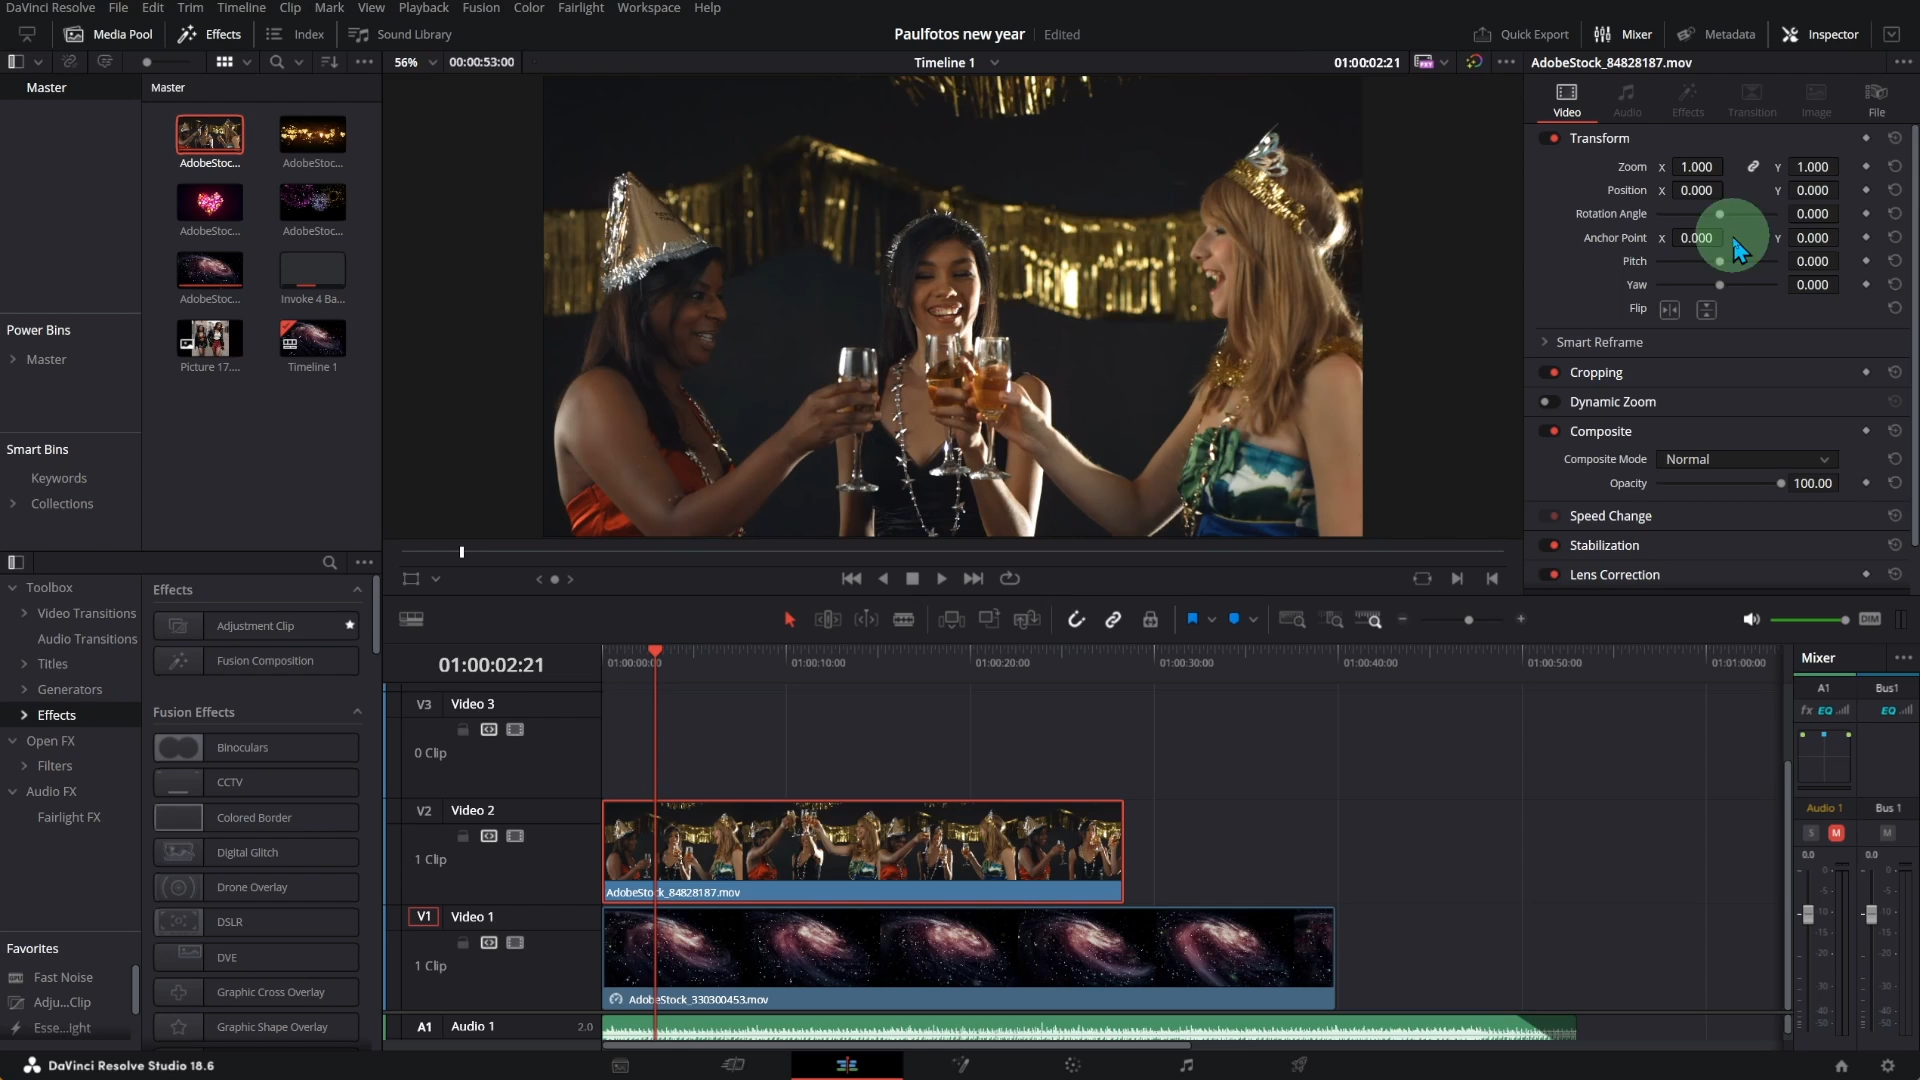 DaVinci Resolve File Edit Trim Timeline Clip Mark View Playback Fusion Color Fairlight Workspace Help
Media Pool Effects Index Sound Library Paulfotos new year Edited Quick Export Mixer Metadata Inspector
56% 00:00:53:00 Timeline 1 01:00:02:21 AdobeStock_84828187.mov
Master Master
Video Audio Effects Transition Image File
AdobeStoc... AdobeStoc...
AdobeStoc... AdobeStoc...
AdobeStoc... Invoke 4 Ba...
Picture 17.... Timeline 1
Power Bins
Master
Smart Bins
Keywords
Collections
Transform
Zoom X 1.000 Y 1.000
Position X 0.000 Y 0.000
Rotation Angle 0.000
Anchor Point X 0.000 Y 0.000
Pitch 0.000
Yaw 0.000
Flip
Smart Reframe
Cropping
Dynamic Zoom
Composite
Composite Mode Normal
Opacity 100.00
Speed Change
Stabilization
Lens Correction
Toolbox
Video Transitions
Audio Transitions
Titles
Generators
Effects
Open FX
Filters
Audio FX
Fairlight FX
Favorites
Fast Noise
Adju...Clip
Esse...ight
Effects
Adjustment Clip
Fusion Composition
Fusion Effects
Binoculars
CCTV
Colored Border
Digital Glitch
Drone Overlay
DSLR
DVE
Graphic Cross Overlay
Graphic Shape Overlay
DIM
01:00:02:21 01:00:00:00 01:00:10:00 01:00:20:00 01:00:30:00 01:00:40:00 01:00:50:00 01:01:00:00
V3 Video 3
0 Clip
V2 Video 2
1 Clip
AdobeStock_84828187.mov
V1 Video 1
1 Clip
AdobeStock_330300453.mov
A1 Audio 1 2.0
Mixer
A1 Bus1
fx EQ EQ
Audio 1 Bus 1
S M M
0.0 0.0
DaVinci Resolve Studio 18.6